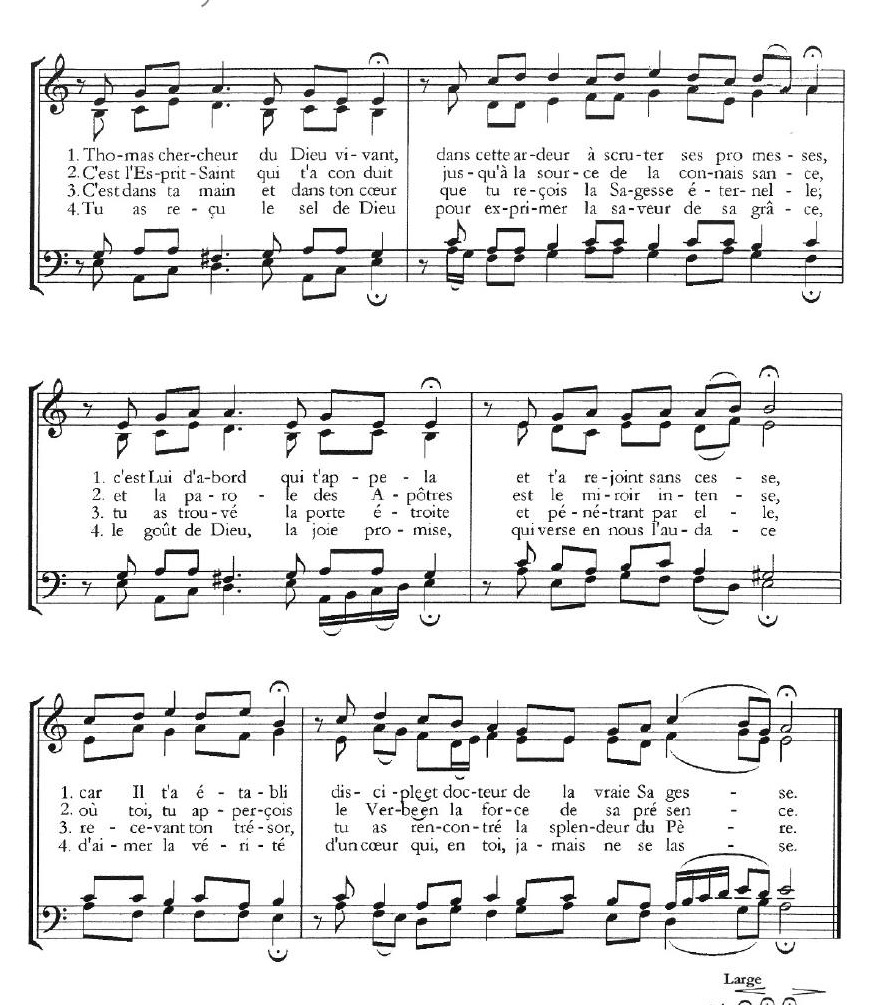 1. Tho-mas cher-cheur du Dieu vi-vant, dans cette ar-deur à scru-ter ses pro mes - ses,
2. C'est l'Es-prit-Saint qui t'a con duit jus-qu'à la sour-ce de la con-nais san - ce,
3. C'est dans ta main et dans ton cœur que tu re-çois la Sa-gesse é - ter-nel - le;
4. Tu as re - çu le sel de Dieu pour ex-pri-mer la sa-veur de sa grâ - ce,
1. c'est Lui d'a-bord qui t'ap - pe - la et t'a re-joint sans ces - se,
2. et la pa - ro - le des A - pôtres est le mi-roir in-ten - se,
3. tu as trou-vé la porte é - troite et pé-né-trant par el - le,
4. le goût de Dieu, la joie pro - mise, qui verse en nous l'au-da - ce
1. car Il t'a é - ta - bli dis- ci-ple et doc-teur de la vraie Sa ges - se.
2. où toi, tu ap - per-çois le Ver-be en la for-ce de sa pré sen - ce.
3. re - ce-vant ton tré-sor, tu as ren-con-tré la splen-deur du Pè - re.
4. d'ai - mer la vé - ri - té d'un cœur qui, en toi, ja - mais ne se las - se.
Large